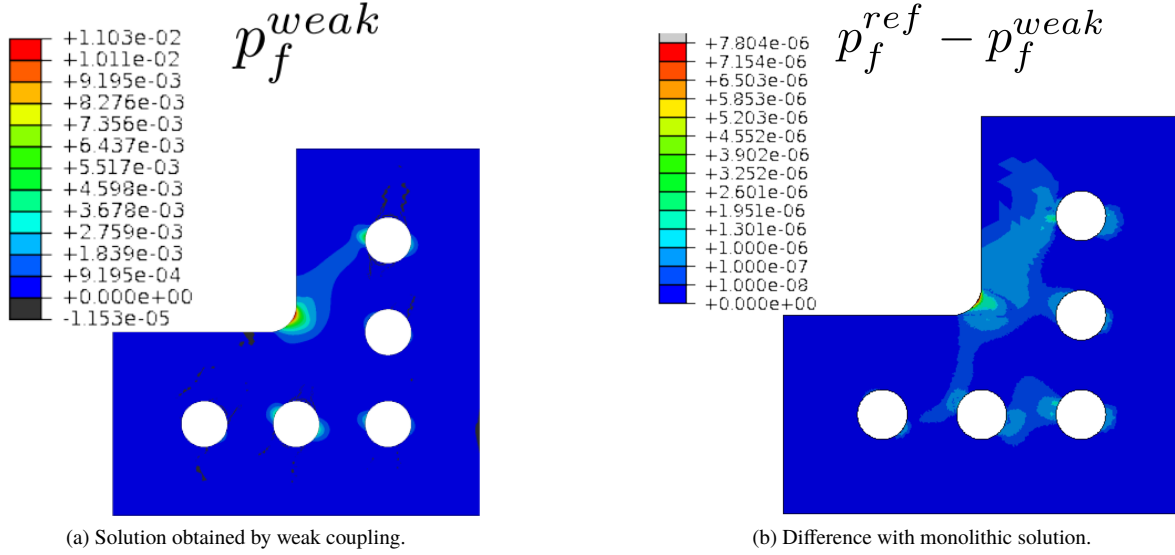 p_f^{weak}
+1.103e-02
+1.011e-02
+9.195e-03
+8.276e-03
+7.356e-03
+6.437e-03
+5.517e-03
+4.598e-03
+3.678e-03
+2.759e-03
+1.839e-03
+9.195e-04
+0.000e+00
-1.153e-05
(a) Solution obtained by weak coupling.
p_f^{ref} - p_f^{weak}
+7.804e-06
+7.154e-06
+6.503e-06
+5.853e-06
+5.203e-06
+4.552e-06
+3.902e-06
+3.252e-06
+2.601e-06
+1.951e-06
+1.301e-06
+1.000e-06
+1.000e-07
+1.000e-08
+0.000e+00
(b) Difference with monolithic solution.